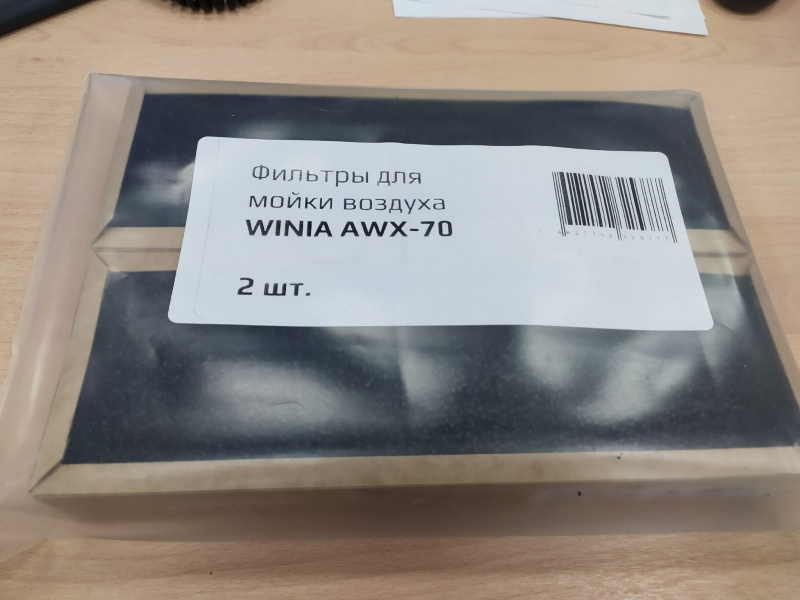 Фильтры для
мойки воздуха
WINIA AWX-70
2 шт.